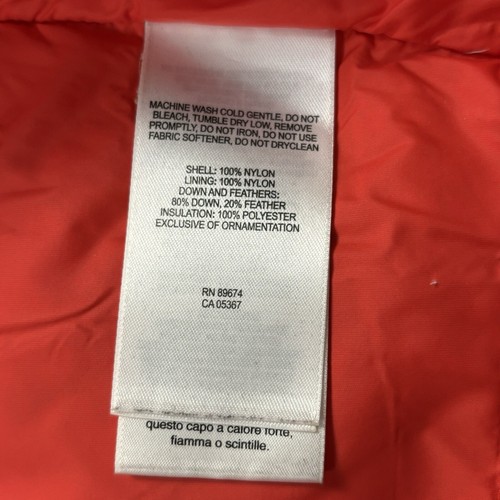 MACHINE WASH COLD GENTLE, DO NOT
BLEACH, TUMBLE DRY LOW, REMOVE
PROMPTLY, DO NOT IRON, DO NOT USE
FABRIC SOFTENER, DO NOT DRYCLEAN
SHELL: 100% NYLON
LINING: 100% NYLON
DOWN AND FEATHERS:
80% DOWN, 20% FEATHER
INSULATION: 100% POLYESTER
EXCLUSIVE OF ORNAMENTATION
RN 89674
CA 05367
questo capo a calore forte,
fiamma o scintille.